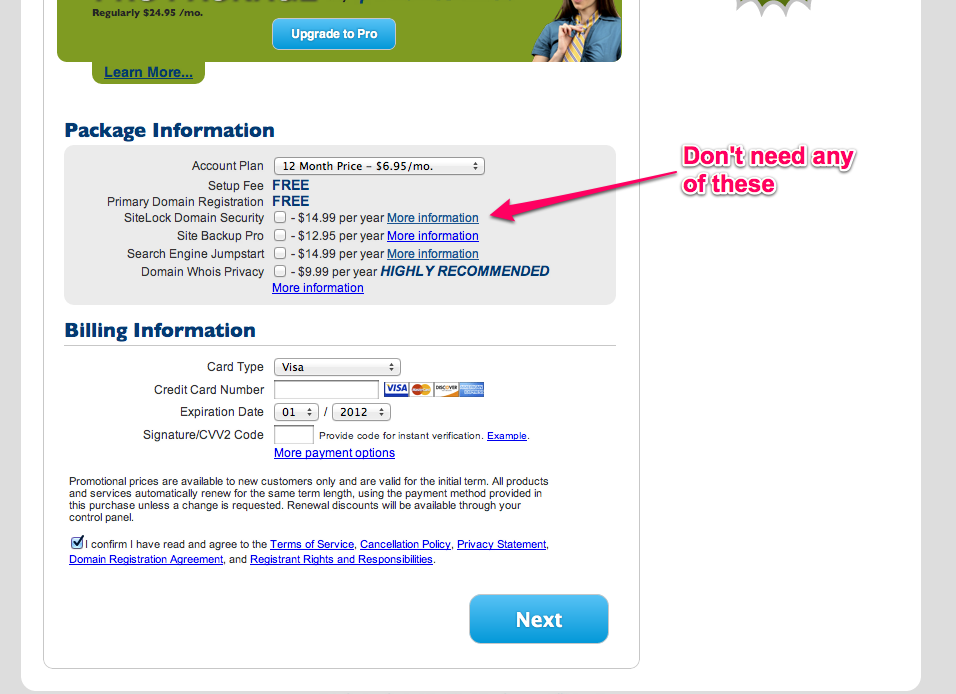 Regularly $24.95 /mo.
Upgrade to Pro
Learn More...
Package Information
Account Plan 12 Month Price – $6.95/mo.
Setup Fee FREE
Primary Domain Registration FREE
SiteLock Domain Security - $14.99 per year More information
Site Backup Pro - $12.95 per year More information
Search Engine Jumpstart - $14.99 per year More information
Domain Whois Privacy - $9.99 per year HIGHLY RECOMMENDED
More information
Don't need any
of these
Billing Information
Card Type Visa
Credit Card Number VISA MasterCard DISCOVER
Expiration Date 01 / 2012
Signature/CVV2 Code Provide code for instant verification. Example.
More payment options
Promotional prices are available to new customers only and are valid for the initial term. All products
and services automatically renew for the same term length, using the payment method provided in
this purchase unless a change is requested. Renewal discounts will be available through your
control panel.
I confirm I have read and agree to the Terms of Service, Cancellation Policy, Privacy Statement,
Domain Registration Agreement, and Registrant Rights and Responsibilities.
Next